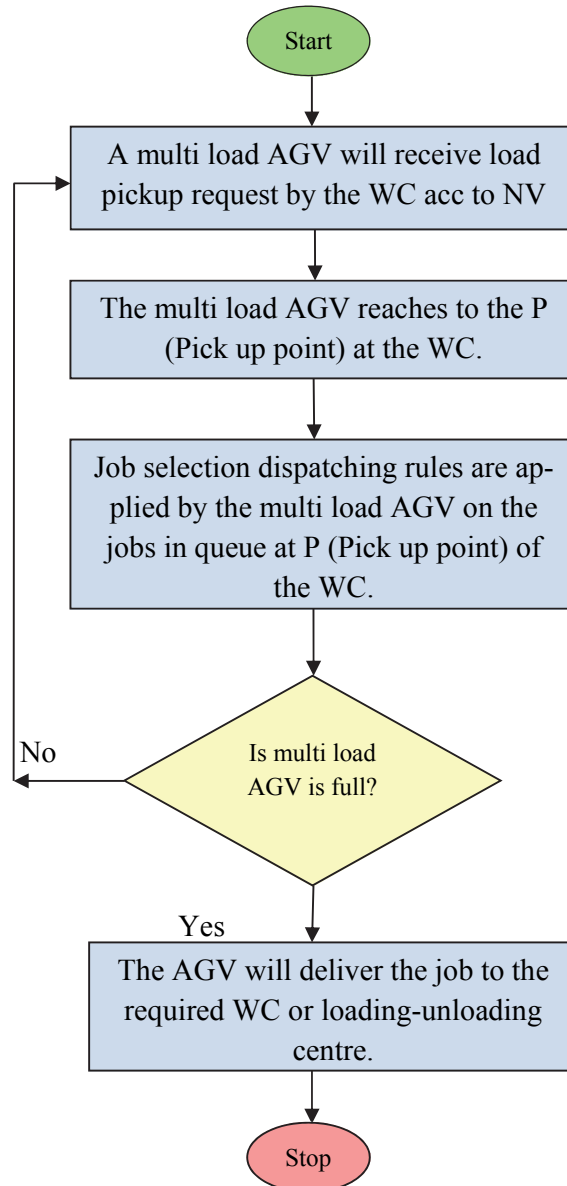 Start
A multi load AGV will receive load
pickup request by the WC acc to NV
The multi load AGV reaches to the P
(Pick up point) at the WC.
Job selection dispatching rules are ap-
plied by the multi load AGV on the
jobs in queue at P (Pick up point) of
the WC.
Is multi load
AGV is full?
No
Yes
The AGV will deliver the job to the
required WC or loading-unloading
centre.
Stop